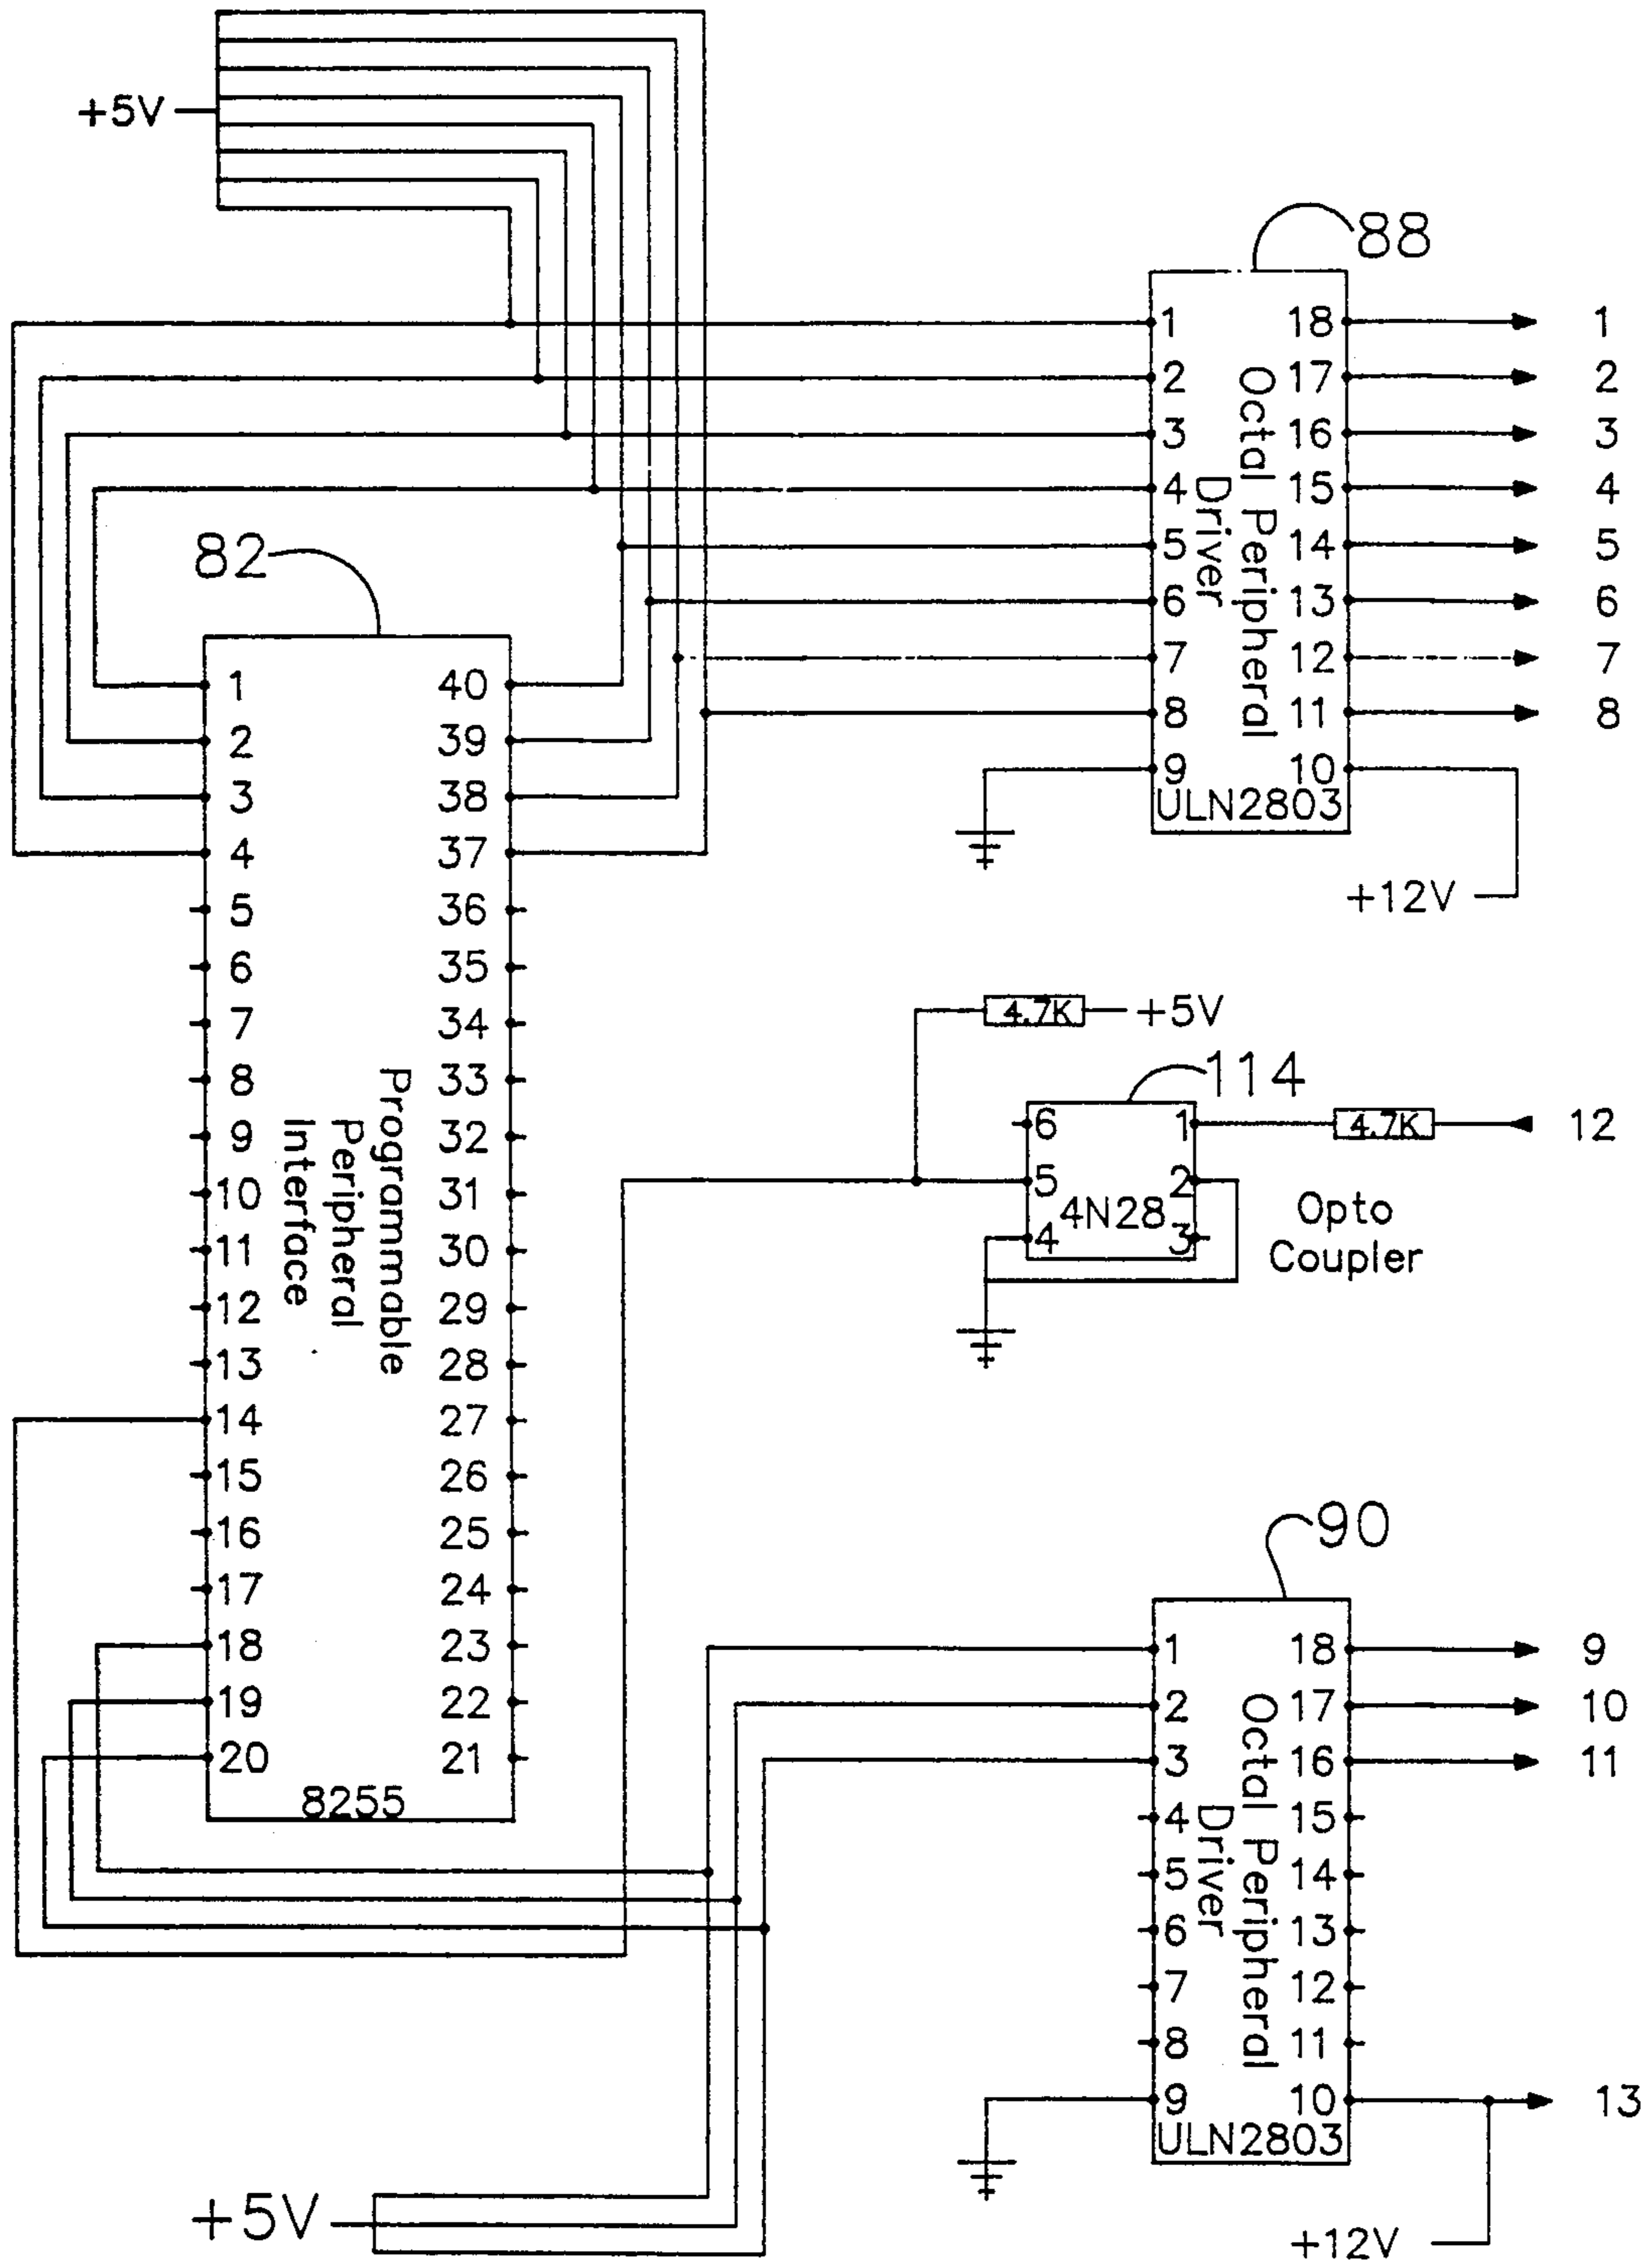 +5V
88
1 18 1
2 17 2
3 16 3
4 15 4
5 14 5
6 13 6
7 12 7
8 11 8
9 10
Octal Peripheral
Driver
ULN2803
+12V
82
1 40
2 39
3 38
4 37
5 36
6 35
7 34
8 33
9 32
10 31
11 30
12 29
13 28
14 27
15 26
16 25
17 24
18 23
19 22
20 21
Programmable
Peripheral
Interface
8255
4.7K +5V
114
6 1 4.7K 12
5 2
4N28
4 3
Opto
Coupler
90
1 18 9
2 17 10
3 16 11
4 15
5 14
6 13
7 12
8 11
9 10 13
Octal Peripheral
Driver
ULN2803
+5V
+12V